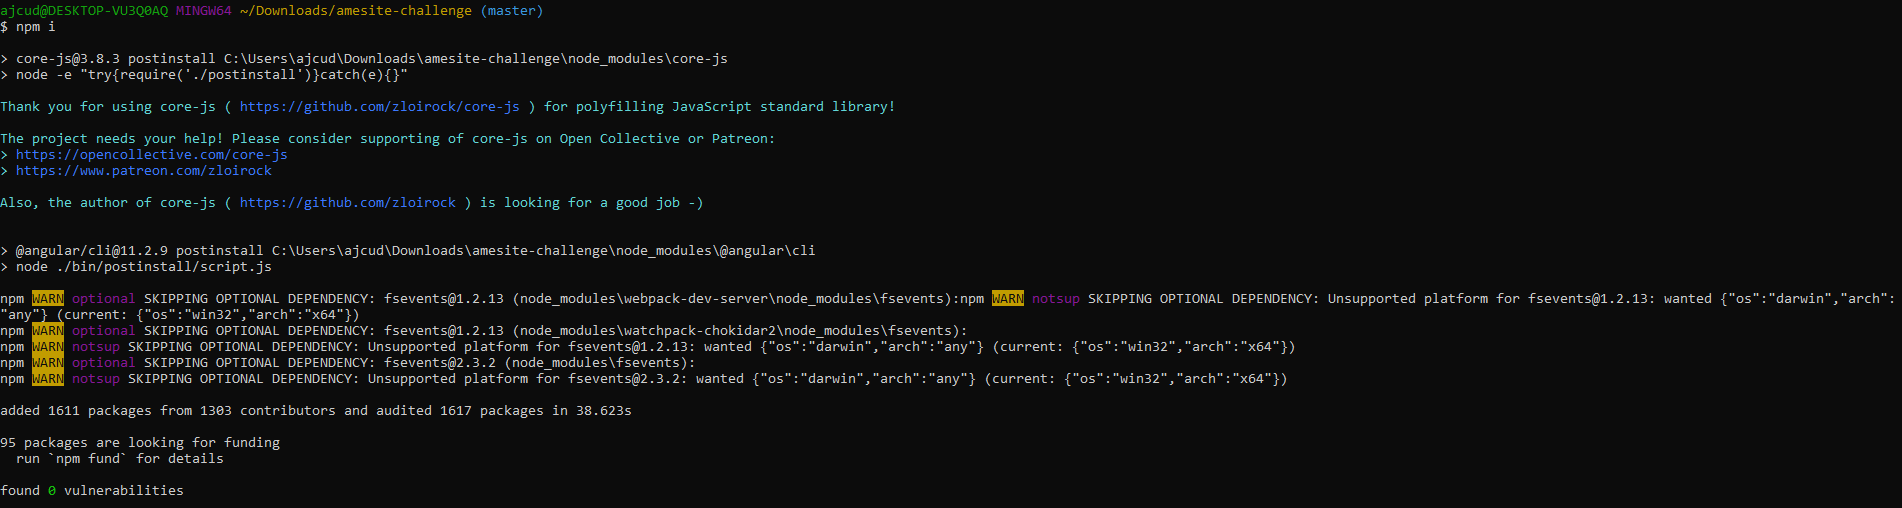 ajcud@DESKTOP-VU3Q0AQ MINGW64 ~/Downloads/amesite-challenge (master)
$ npm i
> core-js@3.8.3 postinstall C:\Users\ajcud\Downloads\amesite-challenge\node_modules\core-js
> node -e "try{require('./postinstall')}catch(e){}"
Thank you for using core-js ( https://github.com/zloirock/core-js ) for polyfilling JavaScript standard library!
The project needs your help! Please consider supporting of core-js on Open Collective or Patreon:
> https://opencollective.com/core-js
> https://www.patreon.com/zloirock
Also, the author of core-js ( https://github.com/zloirock ) is looking for a good job -)
> @angular/cli@11.2.9 postinstall C:\Users\ajcud\Downloads\amesite-challenge\node_modules\@angular\cli
> node ./bin/postinstall/script.js
npm WARN optional SKIPPING OPTIONAL DEPENDENCY: fsevents@1.2.13 (node_modules\webpack-dev-server\node_modules\fsevents):npm WARN notsup SKIPPING OPTIONAL DEPENDENCY: Unsupported platform for fsevents@1.2.13: wanted {"os":"darwin","arch":
"any"} (current: {"os":"win32","arch":"x64"})
npm WARN optional SKIPPING OPTIONAL DEPENDENCY: fsevents@1.2.13 (node_modules\watchpack-chokidar2\node_modules\fsevents):
npm WARN notsup SKIPPING OPTIONAL DEPENDENCY: Unsupported platform for fsevents@1.2.13: wanted {"os":"darwin","arch":"any"} (current: {"os":"win32","arch":"x64"})
npm WARN optional SKIPPING OPTIONAL DEPENDENCY: fsevents@2.3.2 (node_modules\fsevents):
npm WARN notsup SKIPPING OPTIONAL DEPENDENCY: Unsupported platform for fsevents@2.3.2: wanted {"os":"darwin","arch":"any"} (current: {"os":"win32","arch":"x64"})
added 1611 packages from 1303 contributors and audited 1617 packages in 38.623s
95 packages are looking for funding
run `npm fund` for details
found 0 vulnerabilities